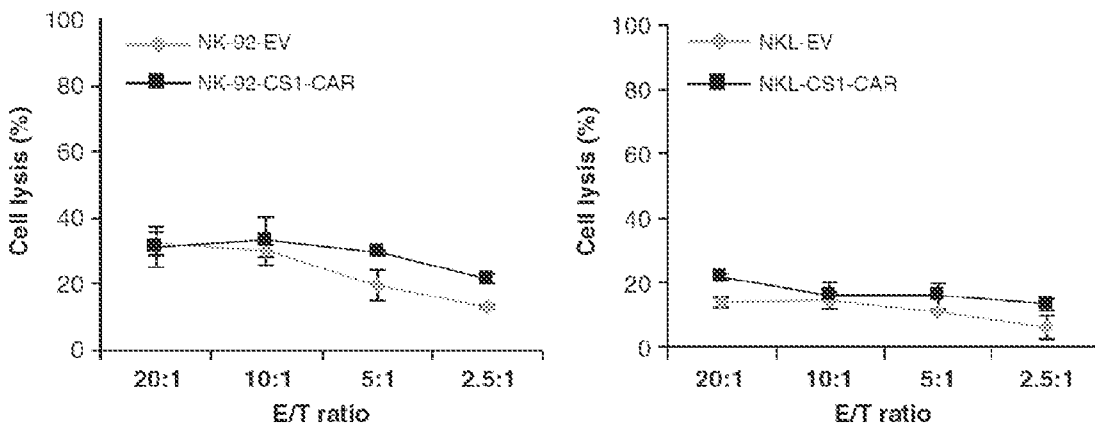 100
80
60
40
20
0
Cell lysis (%)
NK-92-EV
NK-92-CS1-CAR
20:1 10:1 5:1 2.5:1
E/T ratio
100
80
60
40
20
0
Cell lysis (%)
NKL-EV
NKL-CS1-CAR
20:1 10:1 5:1 2.5:1
E/T ratio